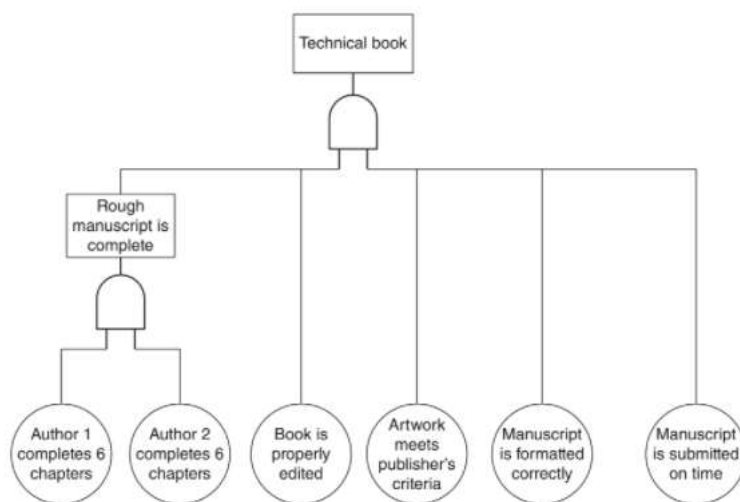 Technical book
Rough
manuscript is
complete
Author 1
completes 6
chapters
Author 2
completes 6
chapters
Book is
properly
edited
Artwork
meets
publisher's
criteria
Manuscript
is formatted
correctly
Manuscript
is submitted
on time